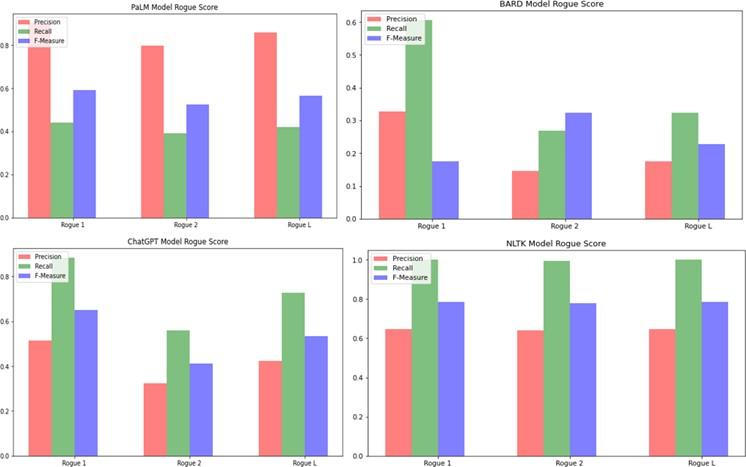 PaLM Model Rogue Score
Precision
Recall
F-Measure
0.8
0.6
0.4
0.2
0.0
Rogue 1 Rogue 2 Rogue L
BARD Model Rogue Score
Precision
Recall
F-Measure
0.6
0.5
0.4
0.3
0.2
0.1
0.0
Rogue 1 Rogue 2 Rogue L
ChatGPT Model Rogue Score
Precision
Recall
F-Measure
0.8
0.6
0.4
0.2
0.0
Rogue 1 Rogue 2 Rogue L
NLTK Model Rogue Score
Precision
Recall
F-Measure
1.0
0.8
0.6
0.4
0.2
0.0
Rogue 1 Rogue 2 Rogue L